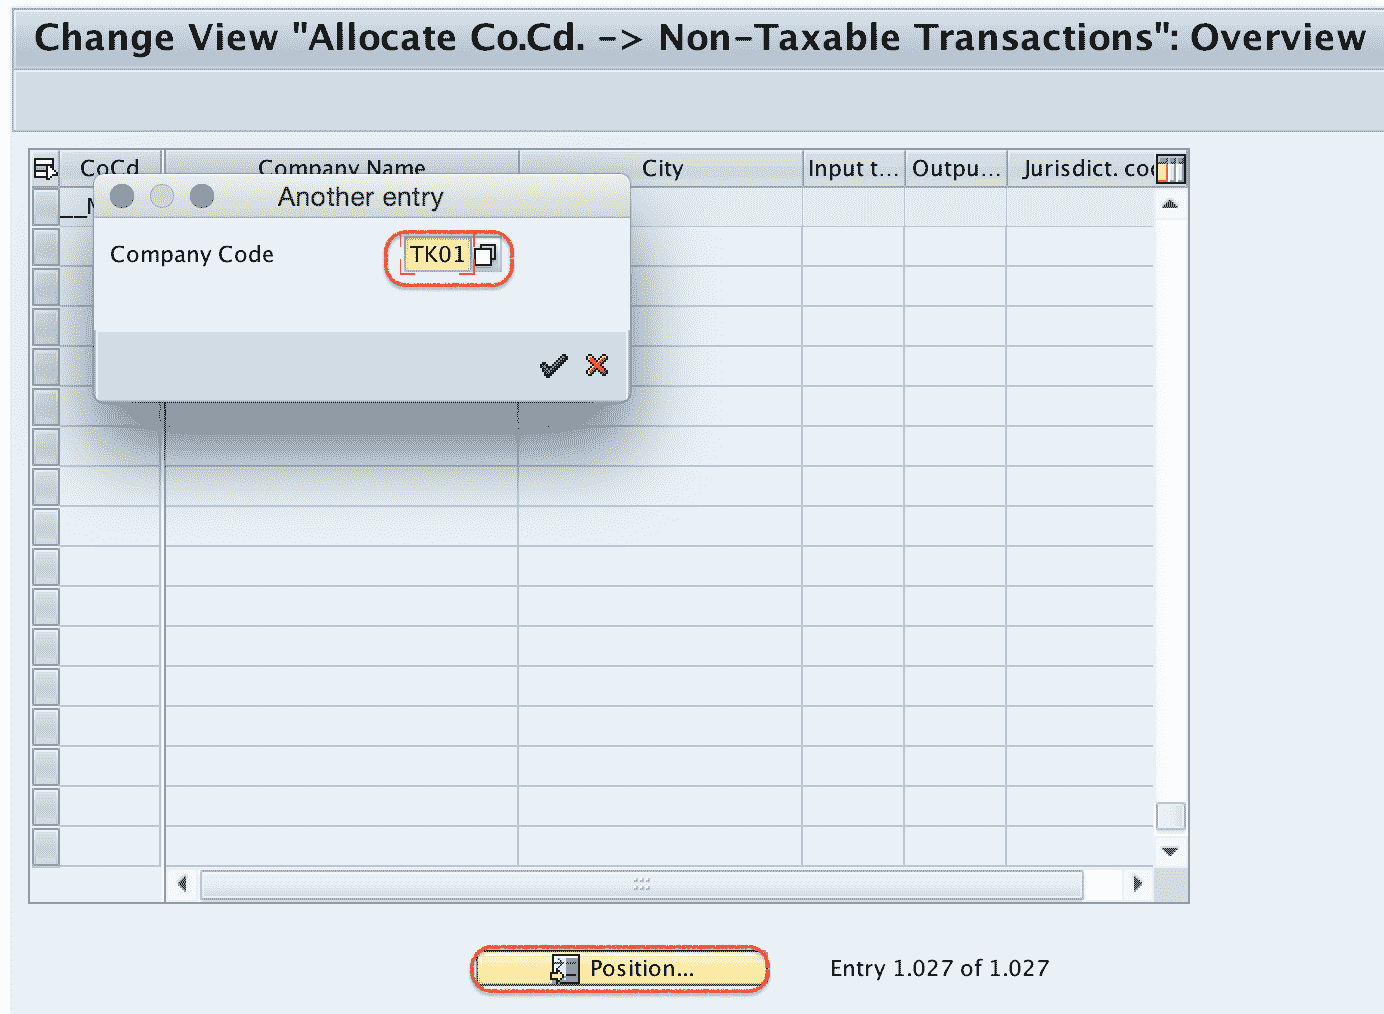 Change View "Allocate Co.Cd. -> Non-Taxable Transactions": Overview
CoCd Company Name City Input t... Outpu... Jurisdict. co
Another entry
Company Code TK01
Position... Entry 1.027 of 1.027